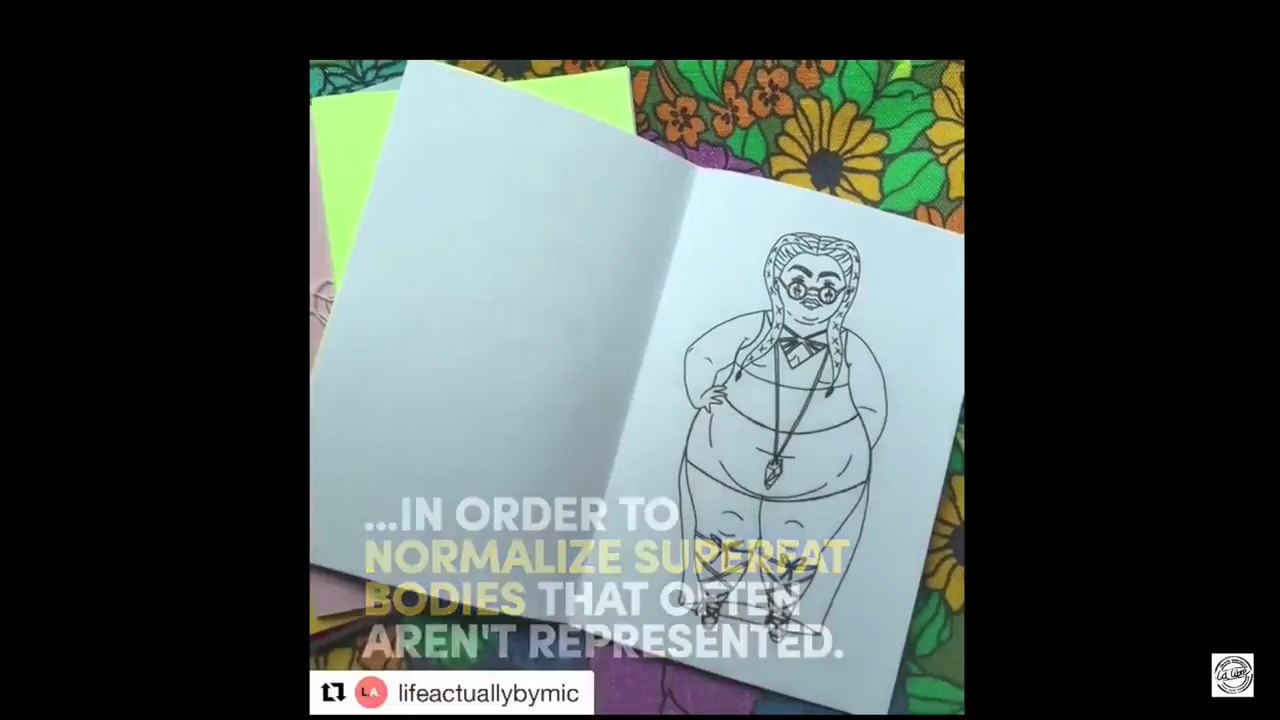 ...IN ORDER TO
NORMALIZE SUPERFAT
BODIES THAT OFTEN
AREN'T REPRESENTED.
L.A. lifeactuallybymic